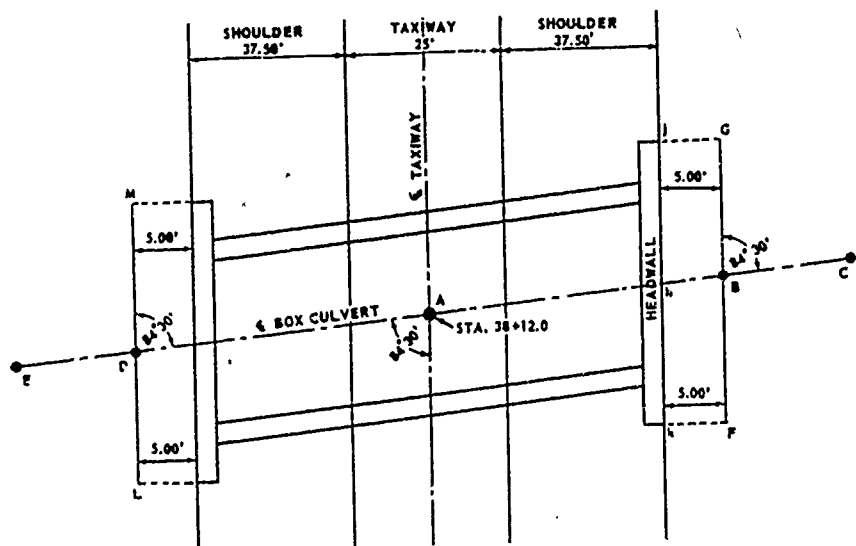 SHOULDER
37.50'
TAXIWAY
25'
SHOULDER
37.50'
℄ TAXIWAY
J
G
M
5.00'
5.00'
HEADWALL
C
B
h
A
℄ BOX CULVERT
STA. 38+12.0
D
E
5.00'
5.00'
h
F
L